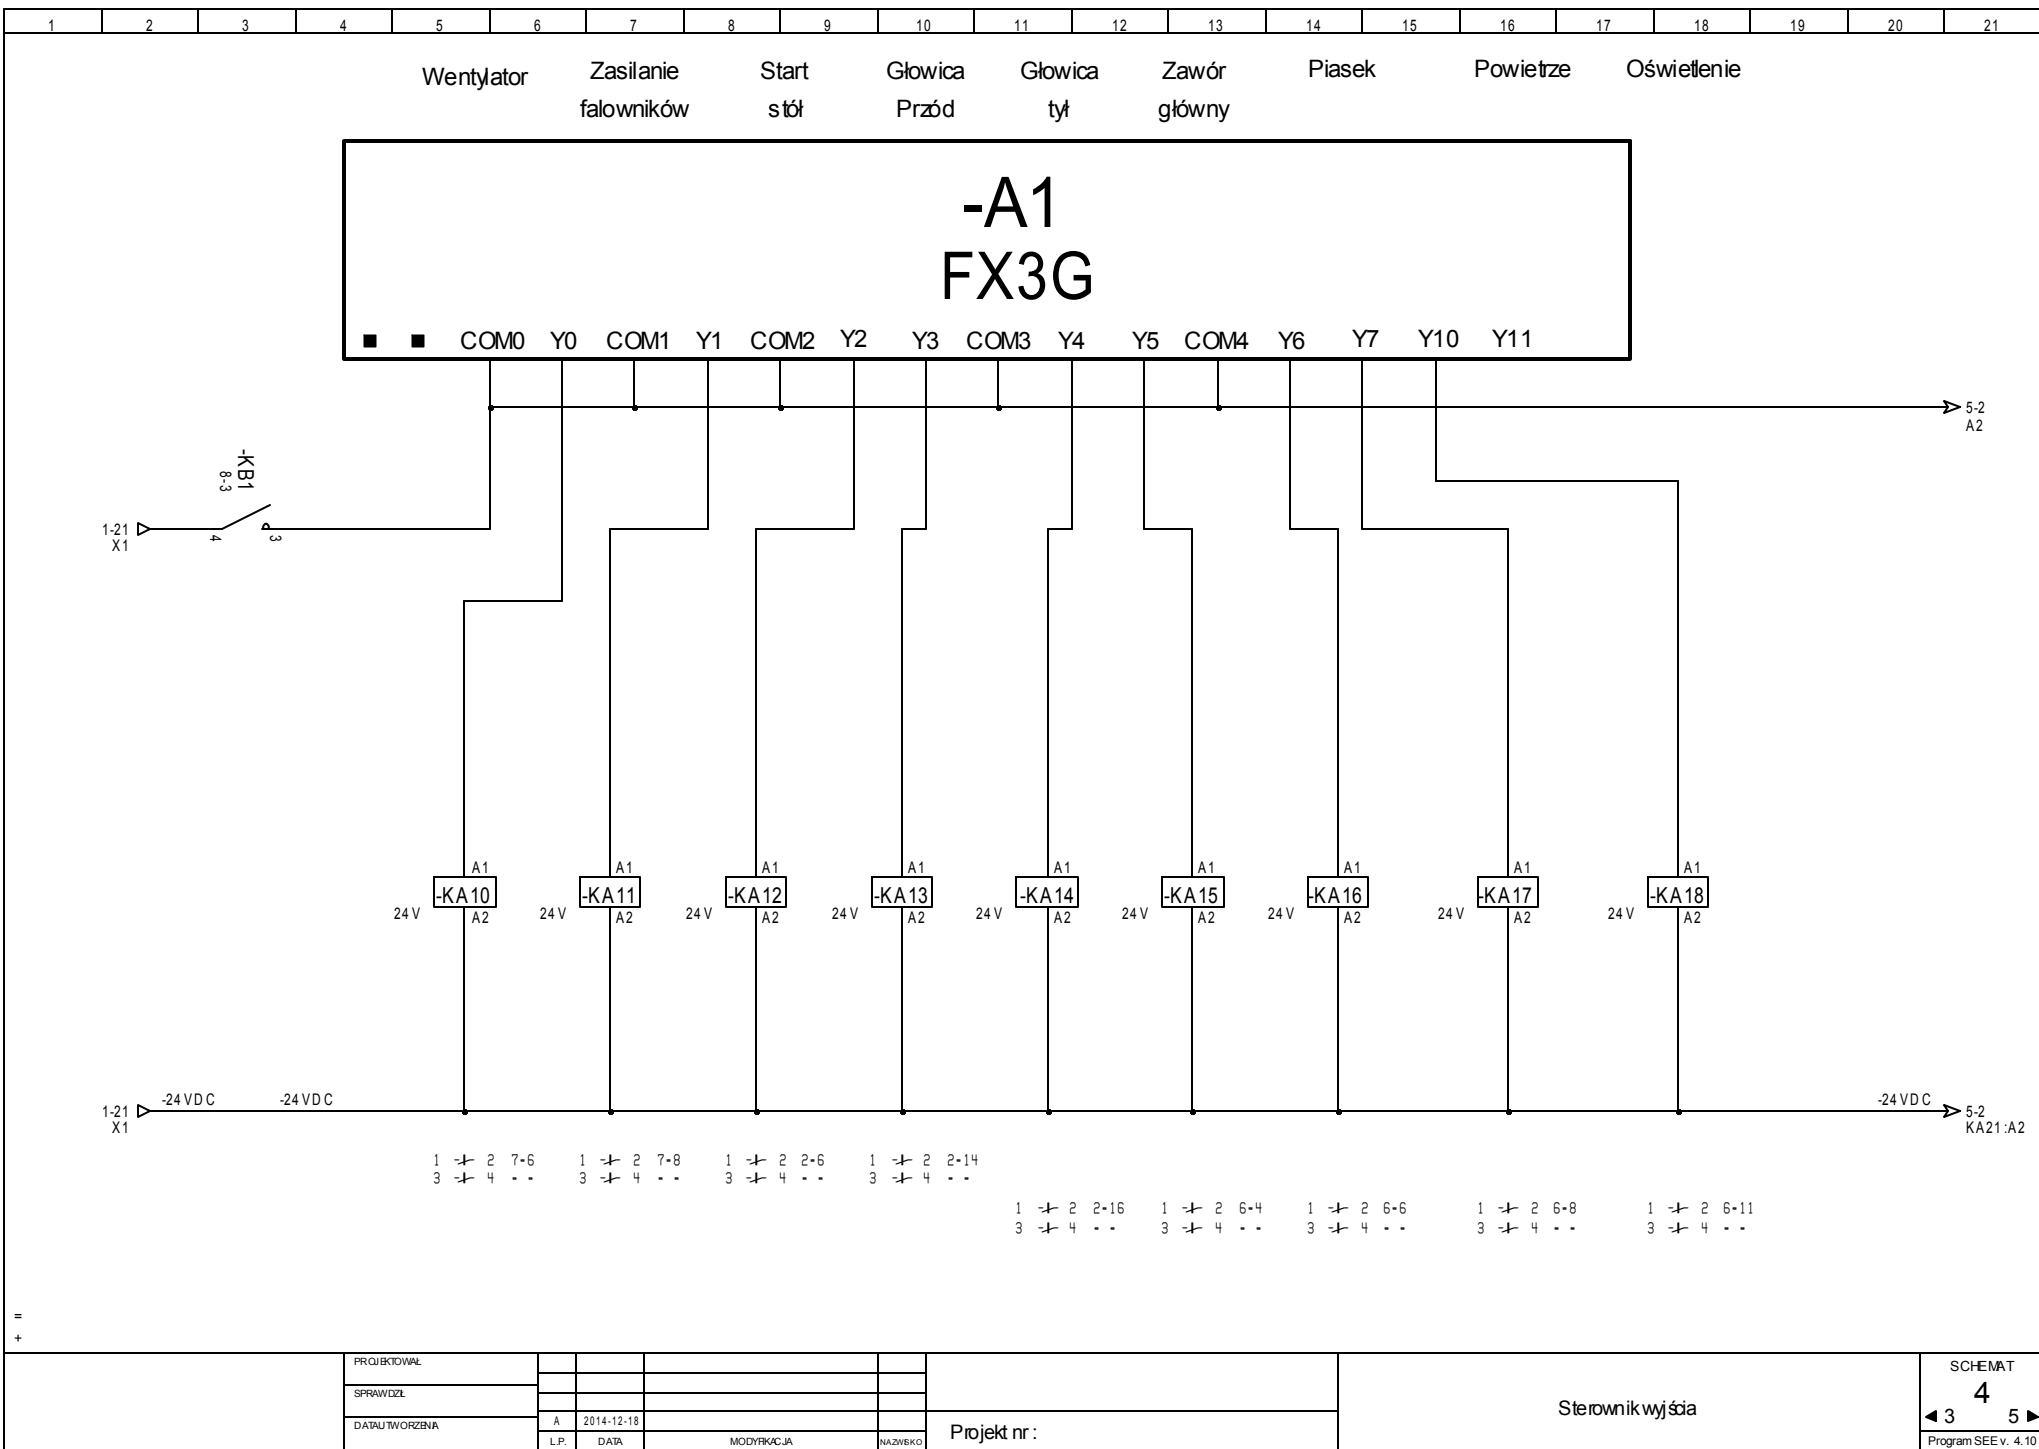 1 2 3 4 5 6 7 8 9 10 11 12 13 14 15 16 17 18 19 20 21
Wentylator Zasilanie Start Głowica Głowica Zawór Piasek Powietrze Oświetlenie
falowników stół Przód tył główny
-A1
FX3G
COM0 Y0 COM1 Y1 COM2 Y2 Y3 COM3 Y4 Y5 COM4 Y6 Y7 Y10 Y11
5-2
A2
-KB1
8-3
1-21
X1
4 3
A1 A1 A1 A1 A1 A1 A1 A1 A1
-KA10 -KA11 -KA12 -KA13 -KA14 -KA15 -KA16 -KA17 -KA18
24V 24V 24V 24V 24V 24V 24V 24V 24V
A2 A2 A2 A2 A2 A2 A2 A2 A2
1-21
X1
-24VDC -24VDC -24VDC
5-2
KA21:A2
1 2 7-6 1 2 7-8 1 2 2-6 1 2 2-14
3 4 - - 3 4 - - 3 4 - - 3 4 - -
1 2 2-16 1 2 6-4 1 2 6-6 1 2 6-8 1 2 6-11
3 4 - - 3 4 - - 3 4 - - 3 4 - - 3 4 - -
=
+
PROJEKTOWAŁ
SPRAWDZIŁ
DATA UTWORZENIA
A 2014-12-18
L.P. DATA MODYFIKACJA NAZWISKO
Projekt nr :
Sterownik wyjścia
SCHEMAT
4
3 5
Program SEE v. 4.10